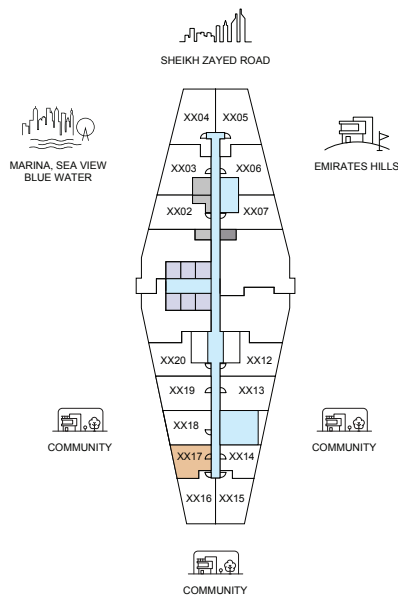 SHEIKH ZAYED ROAD
MARINA, SEA VIEW
BLUE WATER
EMIRATES HILLS
XX04
XX05
XX03
XX06
XX02
XX07
XX20
XX12
XX19
XX13
XX18
XX17
XX14
XX16
XX15
COMMUNITY
COMMUNITY
COMMUNITY